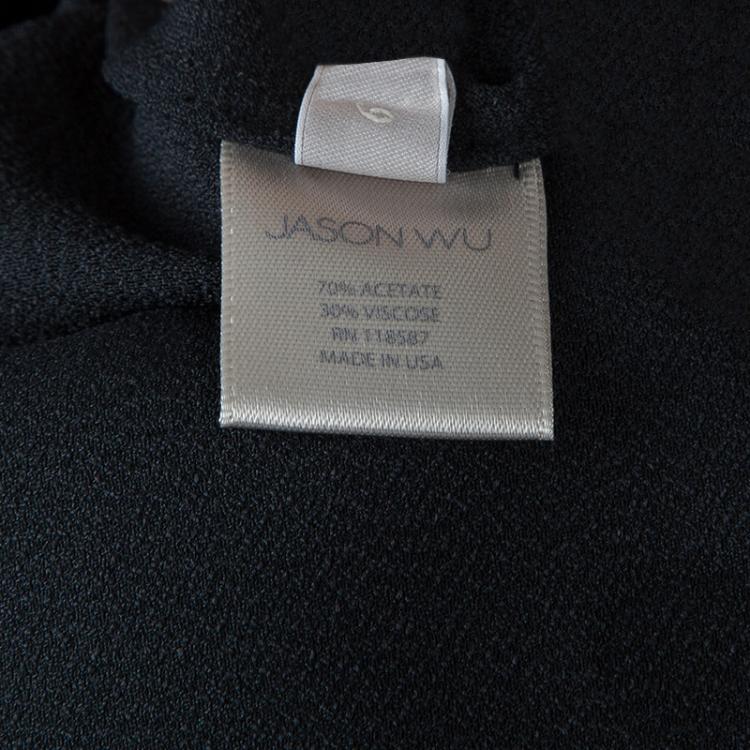 6
JASON WU
70% ACETATE
30% VISCOSE
RN 118587
MADE IN USA